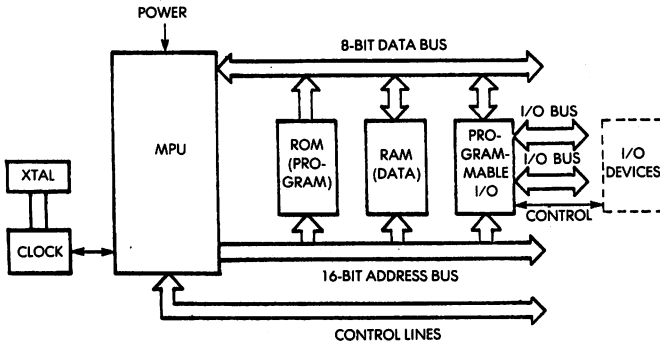 POWER
8-BIT DATA BUS
MPU
ROM
(PRO-
GRAM)
RAM
(DATA)
PRO-
GRAM-
MABLE
I/O
I/O BUS
I/O BUS
I/O
DEVICES
CONTROL
XTAL
CLOCK
16-BIT ADDRESS BUS
CONTROL LINES